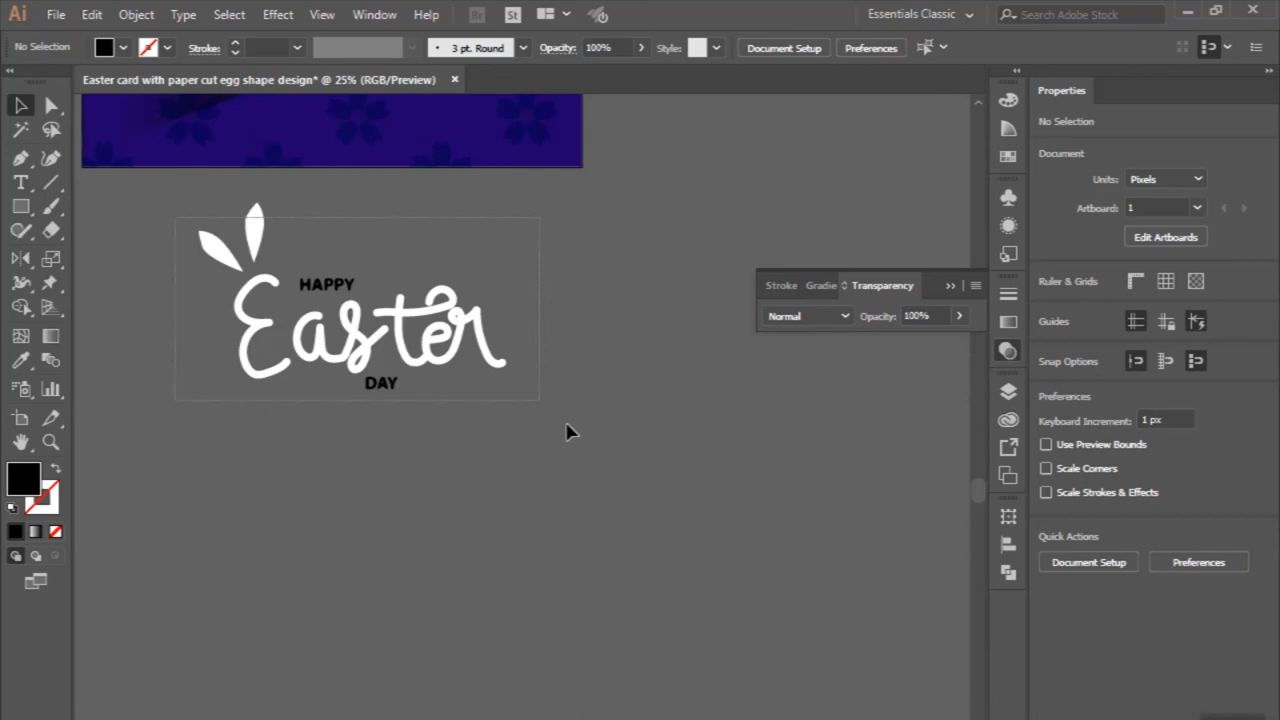 Ai File Edit Object Type Select Effect View Window Help Br St Essentials Classic Search Adobe Stock
No Selection Stroke: 3 pt. Round Opacity: 100% Style: Document Setup Preferences
Easter card with paper cut egg shape design* @ 25% (RGB/Preview)
Properties
No Selection
Document
Units: Pixels
Artboard: 1
Edit Artboards
Ruler & Grids
Guides
Snap Options
Preferences
Keyboard Increment: 1 px
Use Preview Bounds
Scale Corners
Scale Strokes & Effects
Quick Actions
Document Setup Preferences
Stroke Gradie Transparency
Normal Opacity: 100%
HAPPY
Easter
DAY